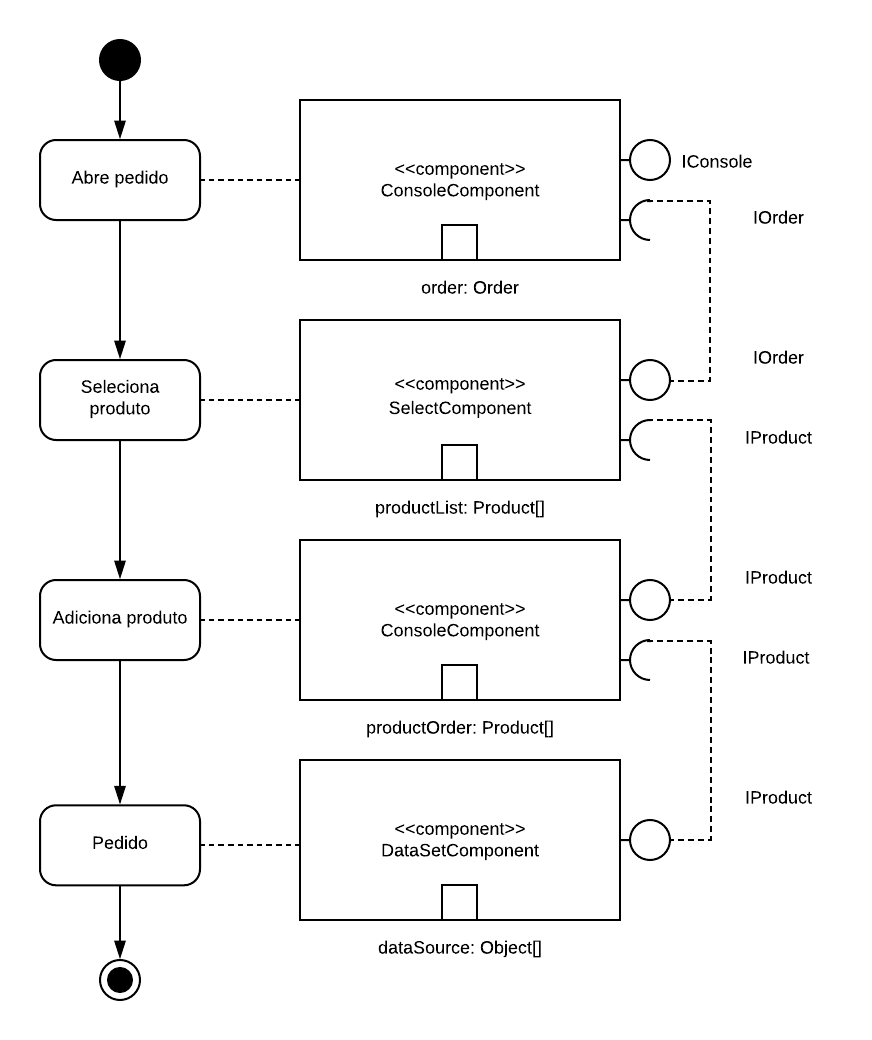 Abre pedido
<<component>>
ConsoleComponent
IConsole
IOrder
order: Order
Seleciona
produto
<<component>>
SelectComponent
IOrder
IProduct
productList: Product[]
Adiciona produto
<<component>>
ConsoleComponent
IProduct
IProduct
productOrder: Product[]
Pedido
<<component>>
DataSetComponent
IProduct
dataSource: Object[]